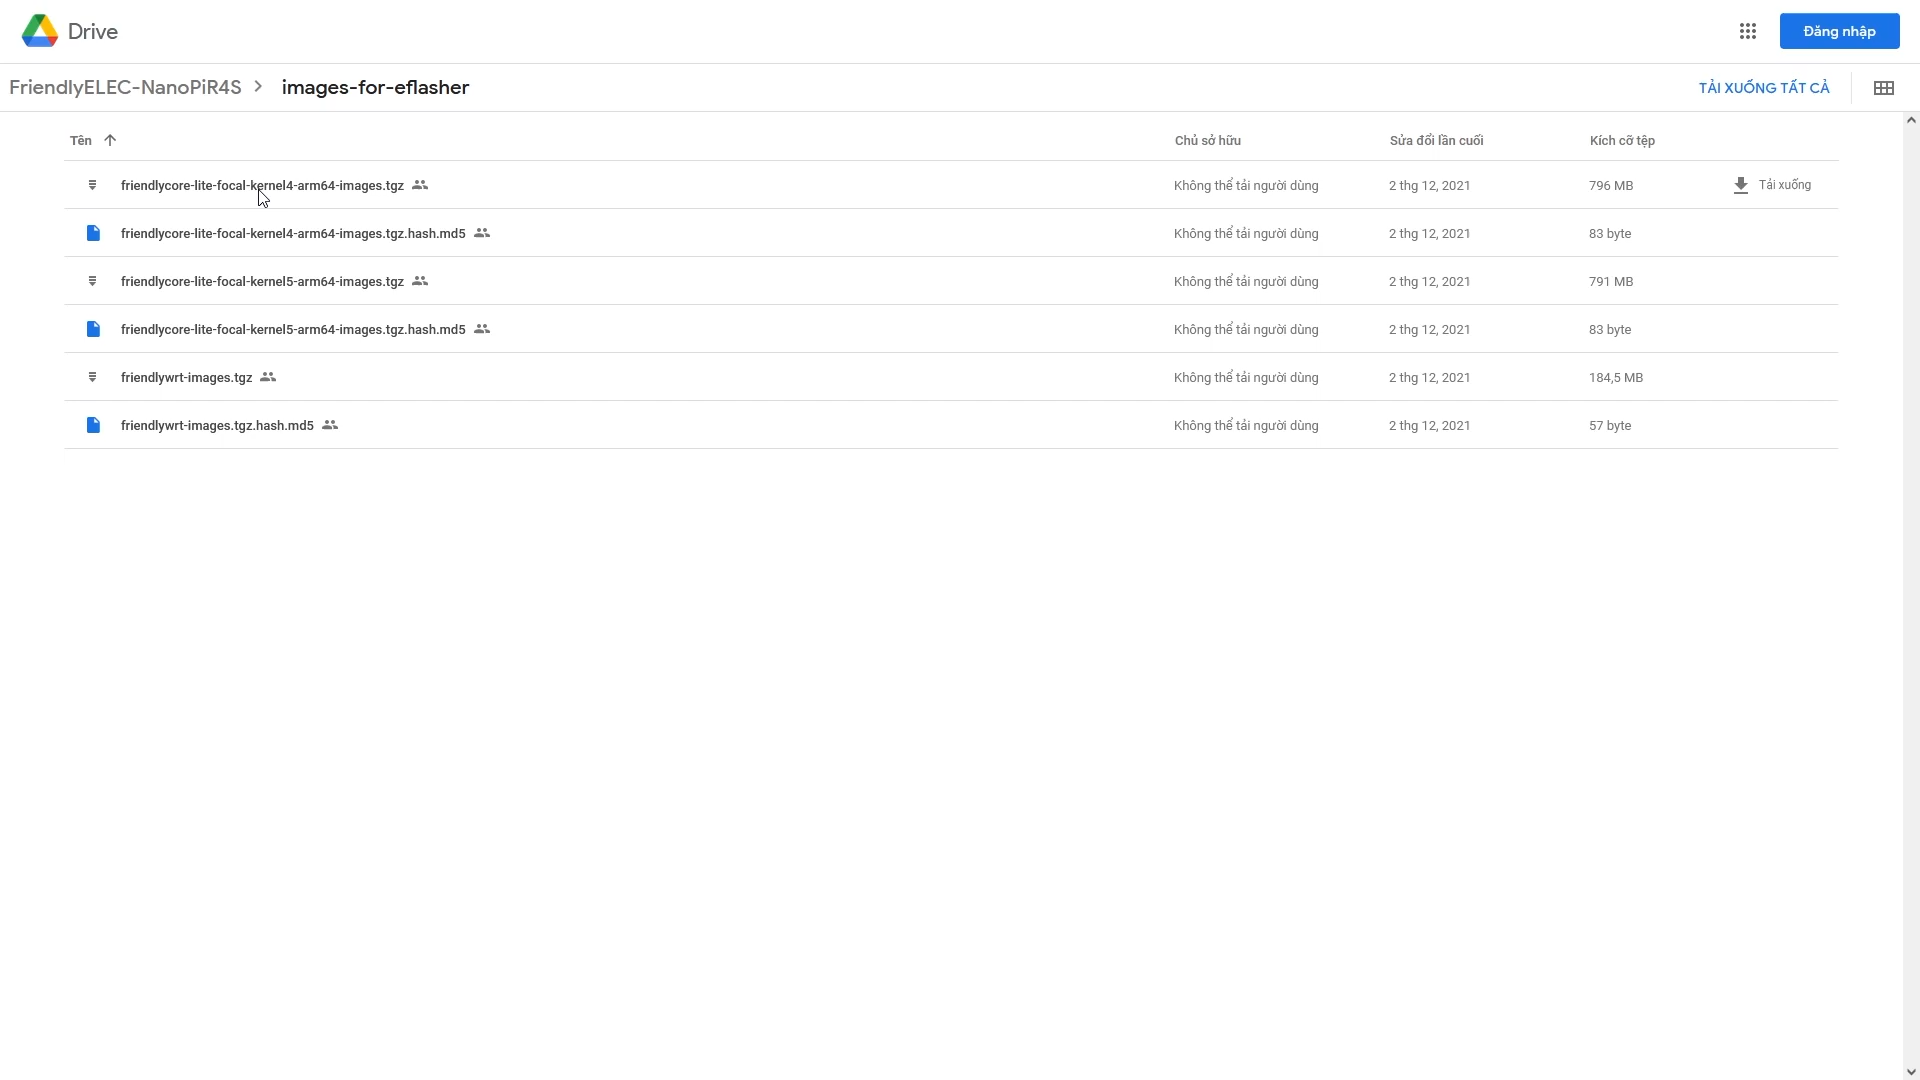 Drive
Đăng nhập
FriendlyELEC-NanoPiR4S > images-for-eflasher
TẢI XUỐNG TẤT CẢ
Tên Chủ sở hữu Sửa đổi lần cuối Kích cỡ tệp
friendlycore-lite-focal-kernel4-arm64-images.tgz Không thể tải người dùng 2 thg 12, 2021 796 MB Tải xuống
friendlycore-lite-focal-kernel4-arm64-images.tgz.hash.md5 Không thể tải người dùng 2 thg 12, 2021 83 byte
friendlycore-lite-focal-kernel5-arm64-images.tgz Không thể tải người dùng 2 thg 12, 2021 791 MB
friendlycore-lite-focal-kernel5-arm64-images.tgz.hash.md5 Không thể tải người dùng 2 thg 12, 2021 83 byte
friendlywrt-images.tgz Không thể tải người dùng 2 thg 12, 2021 184,5 MB
friendlywrt-images.tgz.hash.md5 Không thể tải người dùng 2 thg 12, 2021 57 byte